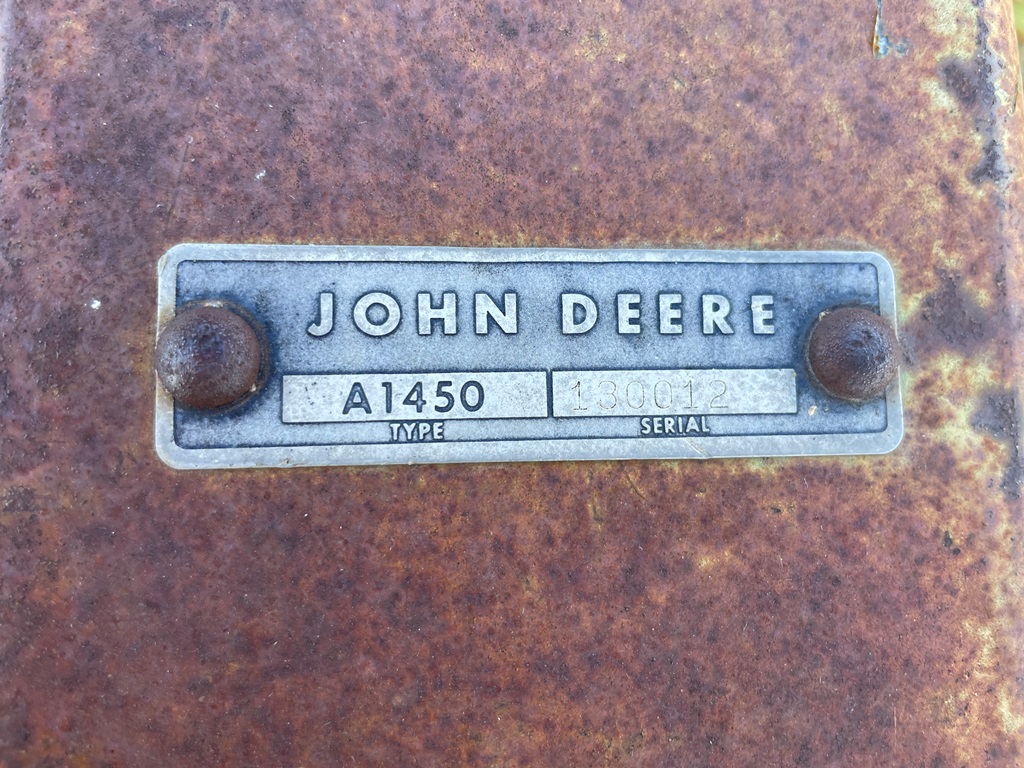 JOHN DEERE
A1450 130012
TYPE SERIAL